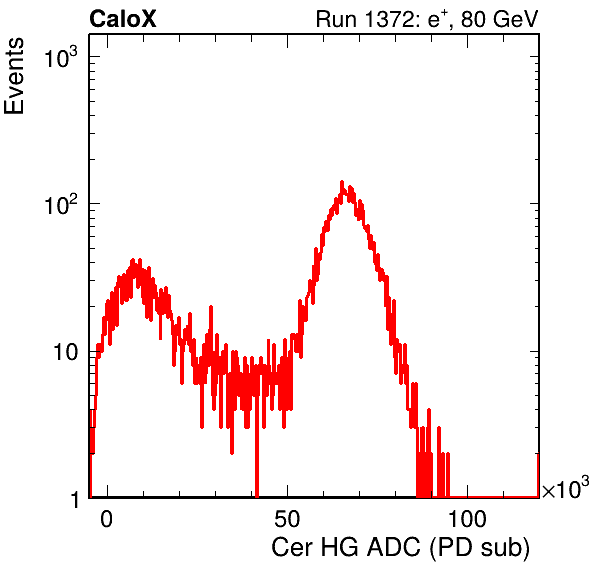 CaloX Run 1372: e⁺, 80 GeV
Events
10³
10²
10
1
0 50 100 ×10³
Cer HG ADC (PD sub)